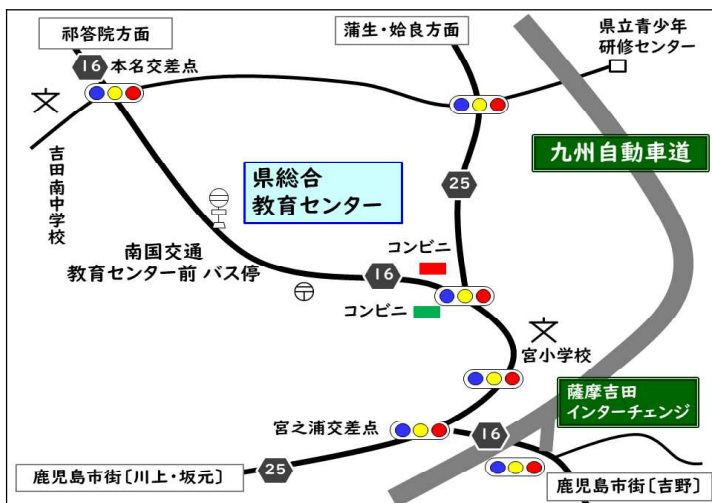 祁答院方面
蒲生・姶良方面
県立青少年
研修センター
16
本名交差点
吉田南中学校
九州自動車道
県総合
教育センター
25
南国交通
教育センター前 バス停
コンビニ
16
コンビニ
宮小学校
薩摩吉田
インターチェンジ
宮之浦交差点
16
鹿児島市街〔川上・坂元〕
25
鹿児島市街〔吉野〕